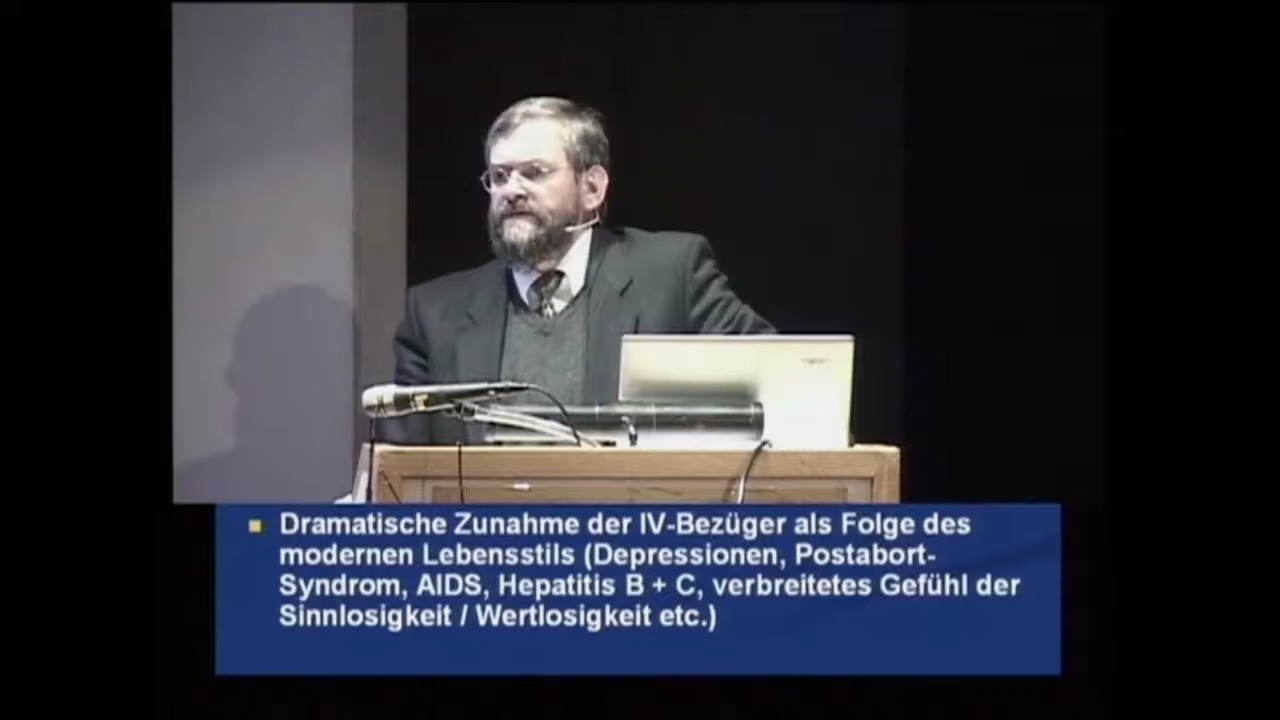 Dramatische Zunahme der IV-Bezüger als Folge des
modernen Lebensstils (Depressionen, Postabort-
Syndrom, AIDS, Hepatitis B + C, verbreitetes Gefühl der
Sinnlosigkeit / Wertlosigkeit etc.)